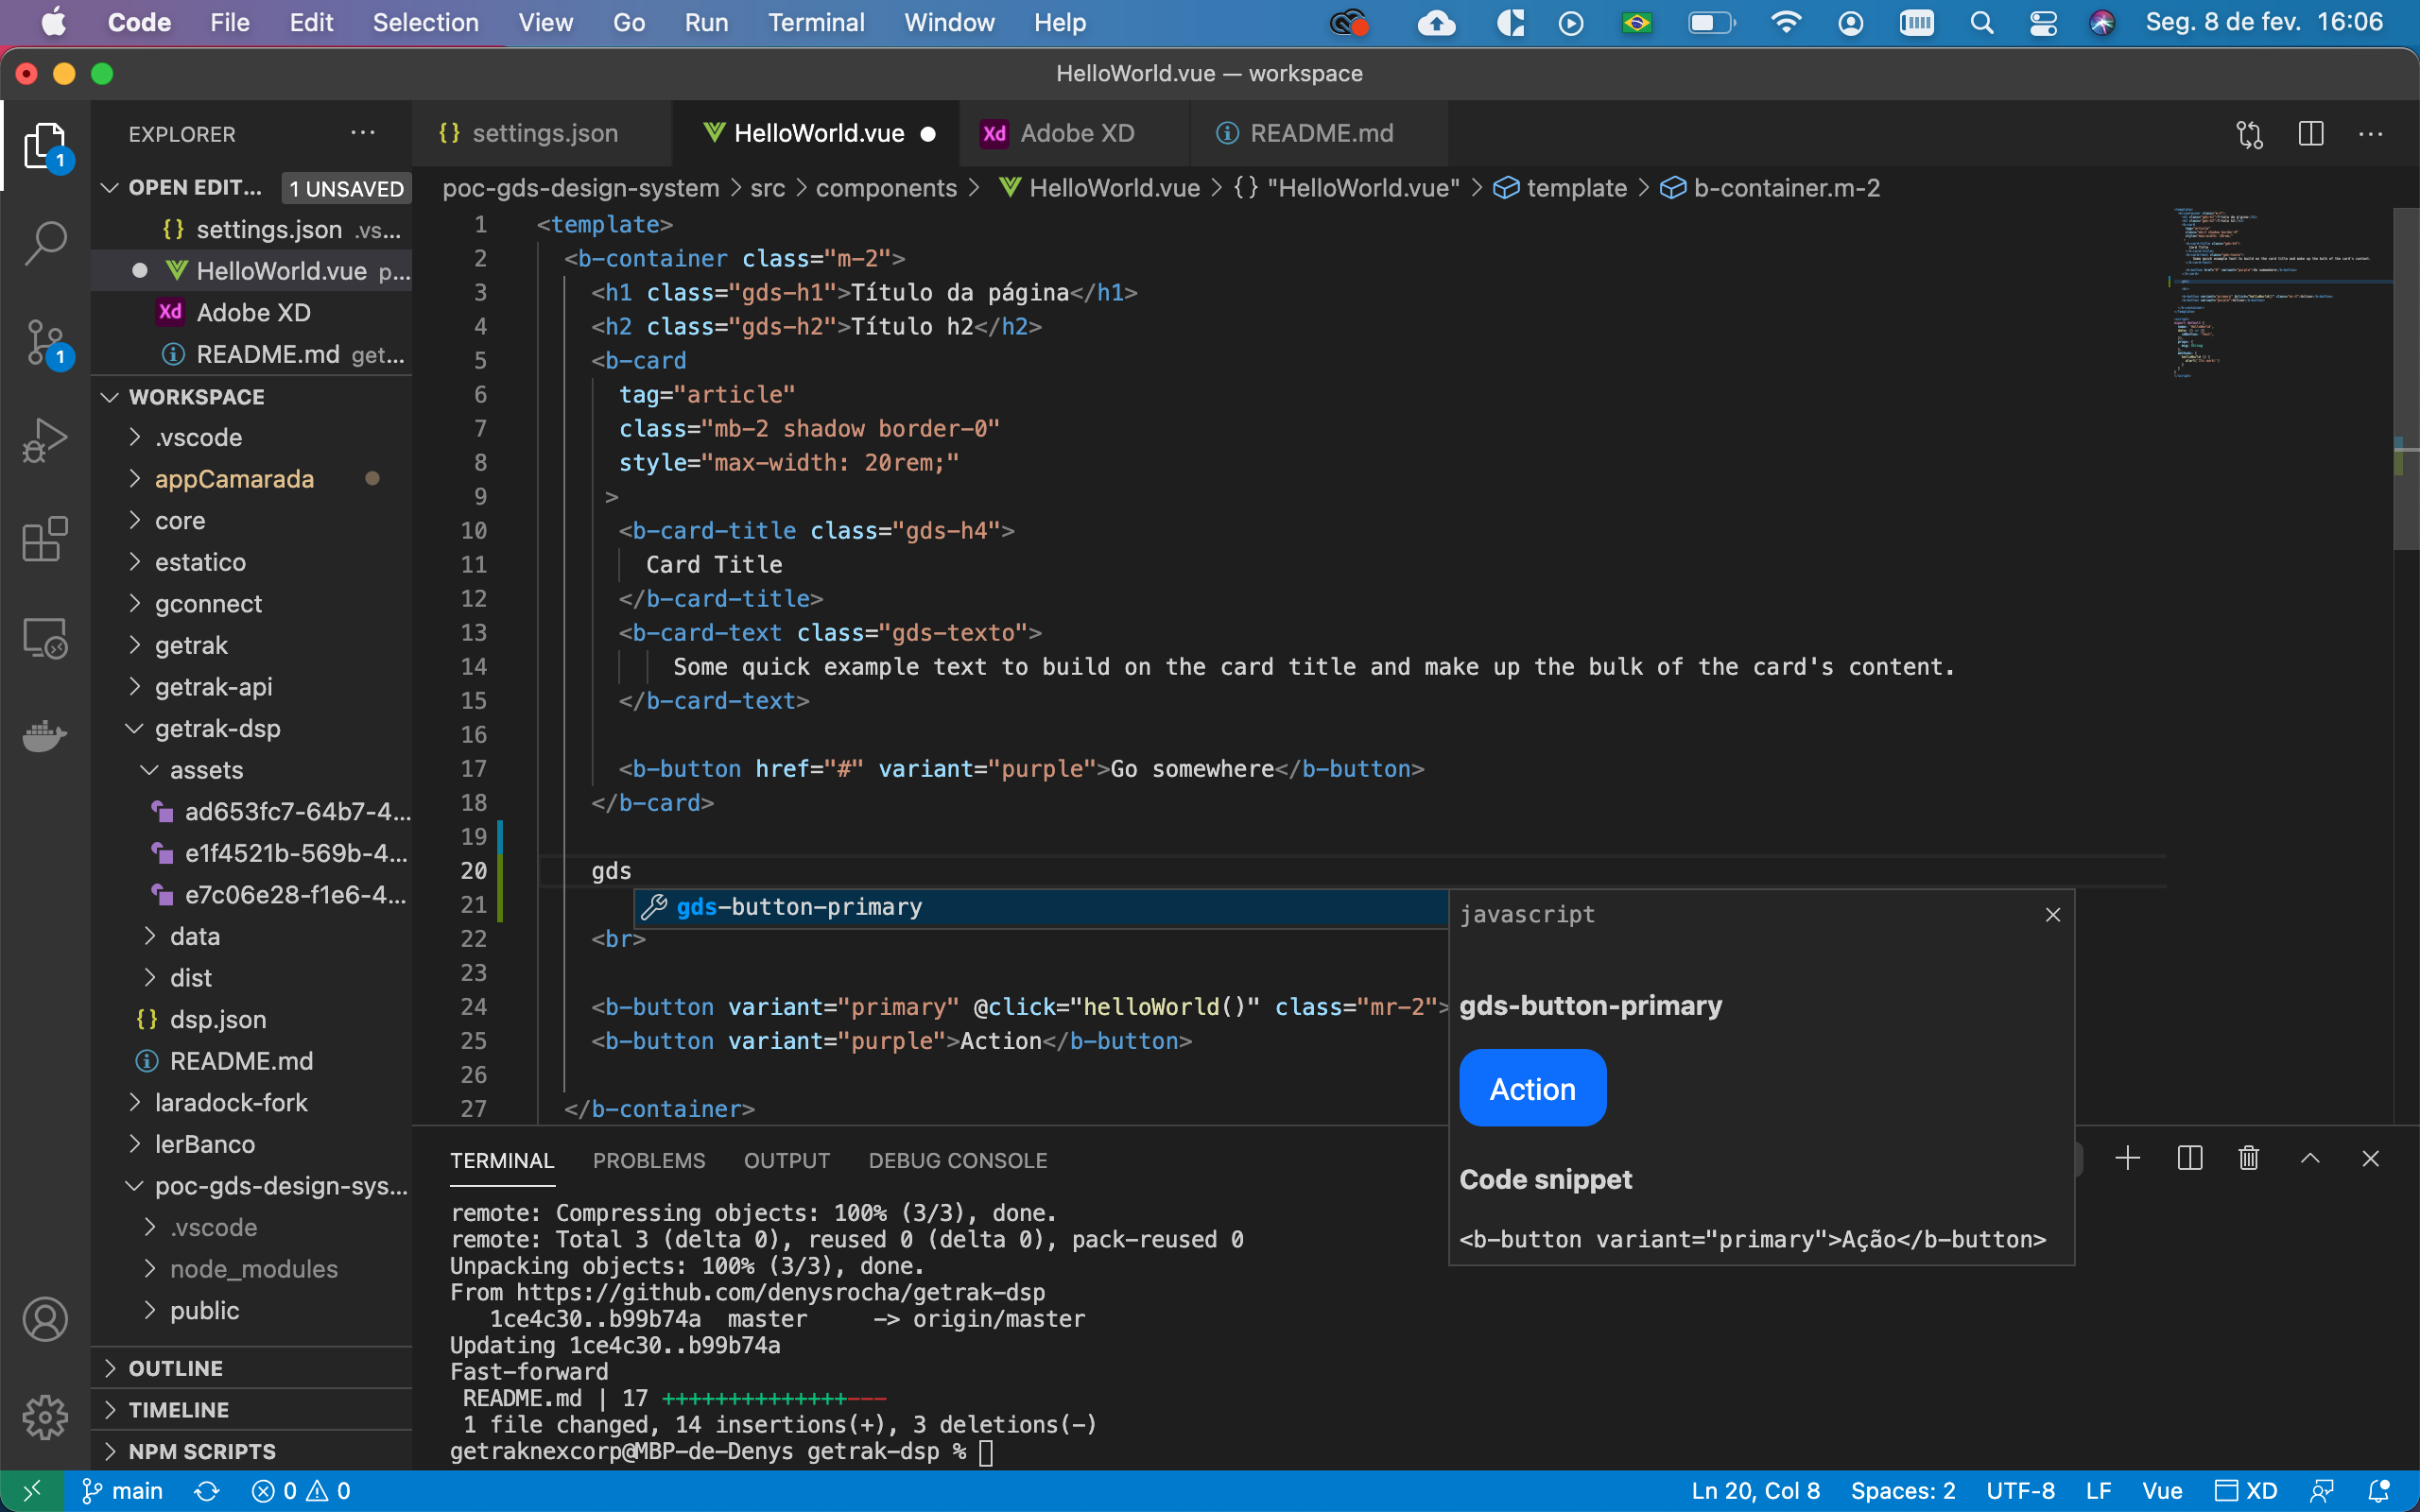 Code File Edit Selection View Go Run Terminal Window Help Seg. 8 de fev. 16:06
HelloWorld.vue — workspace
EXPLORER ···
{} settings.json HelloWorld.vue Xd Adobe XD README.md
OPEN EDIT... 1 UNSAVED
{} settings.json .vs...
HelloWorld.vue p...
Xd Adobe XD
README.md get...
WORKSPACE
.vscode
appCamarada
core
estatico
gconnect
getrak
getrak-api
getrak-dsp
assets
ad653fc7-64b7-4...
e1f4521b-569b-4...
e7c06e28-f1e6-4...
data
dist
{} dsp.json
README.md
laradock-fork
lerBanco
poc-gds-design-sys...
.vscode
node_modules
public
OUTLINE
TIMELINE
NPM SCRIPTS
1
1
poc-gds-design-system > src > components > HelloWorld.vue > {} "HelloWorld.vue" > template > b-container.m-2
1 <template>
2 <b-container class="m-2">
3 <h1 class="gds-h1">Título da página</h1>
4 <h2 class="gds-h2">Título h2</h2>
5 <b-card
6 tag="article"
7 class="mb-2 shadow border-0"
8 style="max-width: 20rem;"
9 >
10 <b-card-title class="gds-h4">
11 Card Title
12 </b-card-title>
13 <b-card-text class="gds-texto">
14 Some quick example text to build on the card title and make up the bulk of the card's content.
15 </b-card-text>
16
17 <b-button href="#" variant="purple">Go somewhere</b-button>
18 </b-card>
19
20 gds
21
gds-button-primary
22 <br>
23
24 <b-button variant="primary" @click="helloWorld()" class="mr-2">
25 <b-button variant="purple">Action</b-button>
26
27 </b-container>
javascript
gds-button-primary
Action
Code snippet
<b-button variant="primary">Ação</b-button>
TERMINAL PROBLEMS OUTPUT DEBUG CONSOLE
remote: Compressing objects: 100% (3/3), done.
remote: Total 3 (delta 0), reused 0 (delta 0), pack-reused 0
Unpacking objects: 100% (3/3), done.
From https://github.com/denysrocha/getrak-dsp
1ce4c30..b99b74a master -> origin/master
Updating 1ce4c30..b99b74a
Fast-forward
README.md | 17 ++++++++++++++---
1 file changed, 14 insertions(+), 3 deletions(-)
getraknexcorp@MBP-de-Denys getrak-dsp %
main 0 0 Ln 20, Col 8 Spaces: 2 UTF-8 LF Vue XD